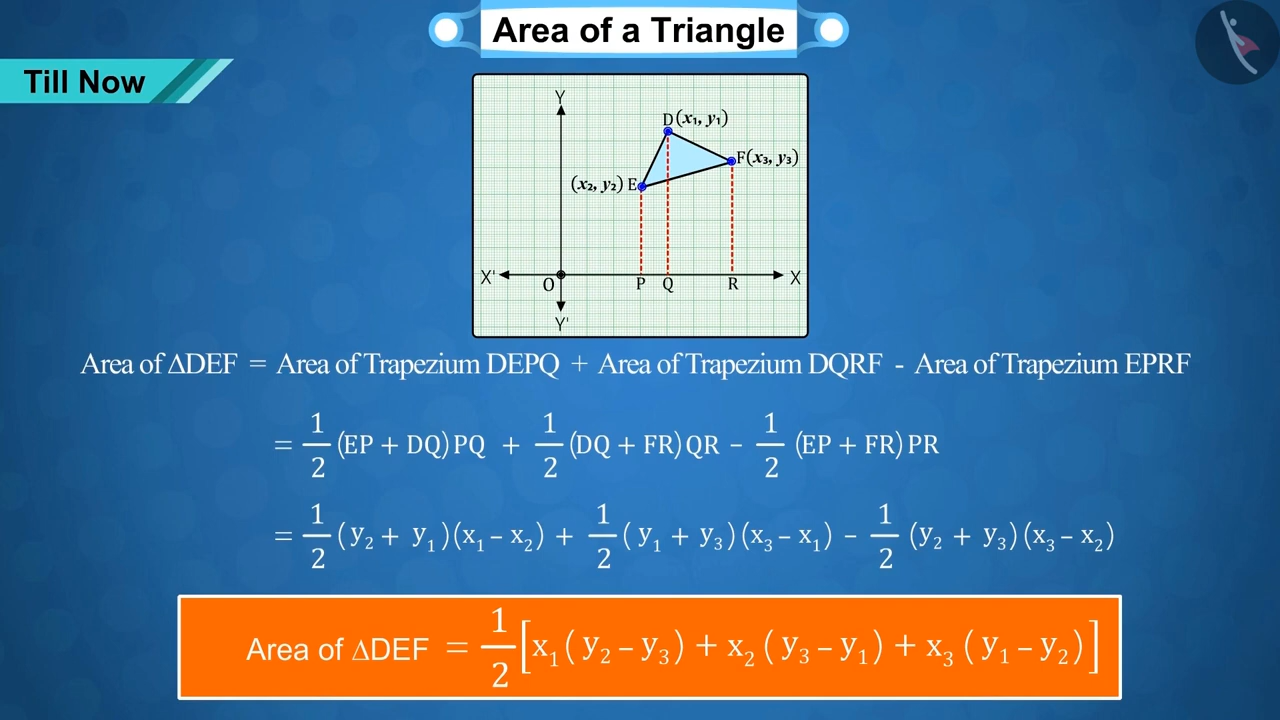 Area of a Triangle
Till Now
Y
D(x₁, y₁)
F(x₃, y₃)
(x₂, y₂) E
X' O P Q R X
Y'
Area of ΔDEF = Area of Trapezium DEPQ + Area of Trapezium DQRF - Area of Trapezium EPRF
= 1/2 (EP + DQ) PQ + 1/2 (DQ + FR) QR – 1/2 (EP + FR) PR
= 1/2 (y₂ + y₁)(x₁ – x₂) + 1/2 (y₁ + y₃)(x₃ – x₁) – 1/2 (y₂ + y₃)(x₃ – x₂)
Area of ΔDEF = 1/2 [x₁ (y₂ – y₃) + x₂ (y₃ – y₁) + x₃ (y₁ – y₂)]